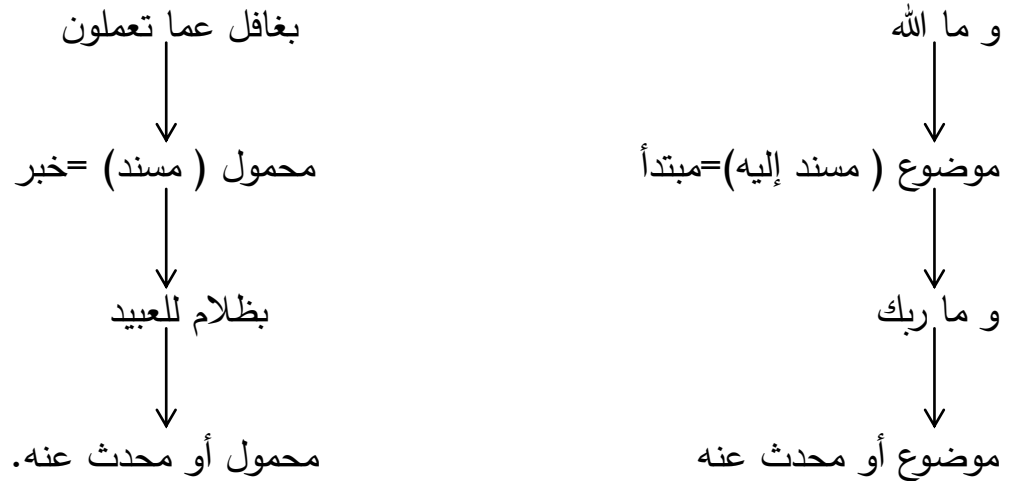 و ما الله بغافل عما تعملون
موضوع ( مسند إليه)=مبتدأ محمول ( مسند) =خبر
و ما ربك بظلام للعبيد
موضوع أو محدث عنه محمول أو محدث عنه.